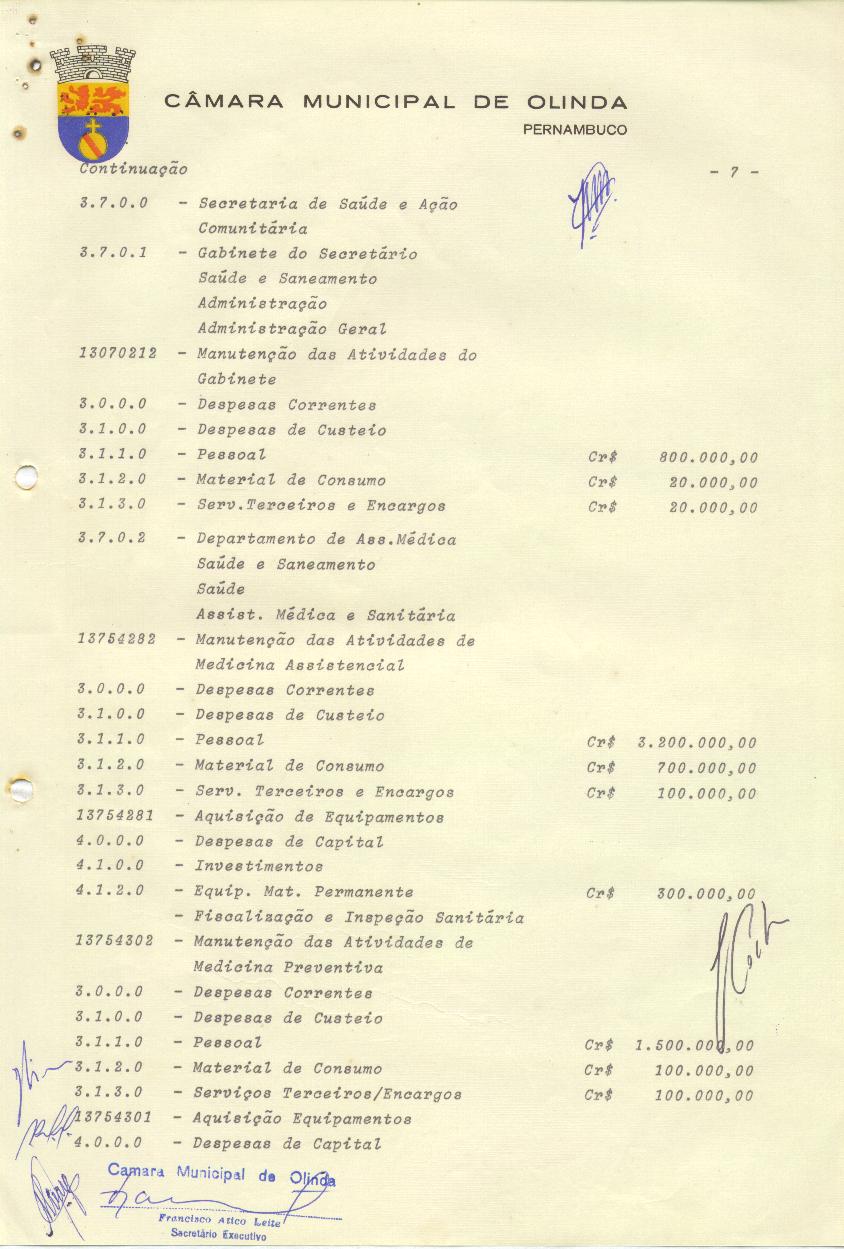 CÂMARA MUNICIPAL DE OLINDA
PERNAMBUCO
Continuação - 7 -
3.7.0.0 - Secretaria de Saúde e Ação
Comunitária
3.7.0.1 - Gabinete do Secretário
Saúde e Saneamento
Administração
Administração Geral
13070212 - Manutenção das Atividades do
Gabinete
3.0.0.0 - Despesas Correntes
3.1.0.0 - Despesas de Custeio
3.1.1.0 - Pessoal Cr$ 800.000,00
3.1.2.0 - Material de Consumo Cr$ 20.000,00
3.1.3.0 - Serv.Terceiros e Encargos Cr$ 20.000,00
3.7.0.2 - Departamento de Ass.Médica
Saúde e Saneamento
Saúde
Assist. Médica e Sanitária
13754282 - Manutenção das Atividades de
Medicina Assistencial
3.0.0.0 - Despesas Correntes
3.1.0.0 - Despesas de Custeio
3.1.1.0 - Pessoal Cr$ 3.200.000,00
3.1.2.0 - Material de Consumo Cr$ 700.000,00
3.1.3.0 - Serv. Terceiros e Encargos Cr$ 100.000,00
13754281 - Aquisição de Equipamentos
4.0.0.0 - Despesas de Capital
4.1.0.0 - Investimentos
4.1.2.0 - Equip. Mat. Permanente Cr$ 300.000,00
- Fiscalização e Inspeção Sanitária
13754302 - Manutenção das Atividades de
Medicina Preventiva
3.0.0.0 - Despesas Correntes
3.1.0.0 - Despesas de Custeio
3.1.1.0 - Pessoal Cr$ 1.500.000,00
3.1.2.0 - Material de Consumo Cr$ 100.000,00
3.1.3.0 - Serviços Terceiros/Encargos Cr$ 100.000,00
13754301 - Aquisição Equipamentos
4.0.0.0 - Despesas de Capital
Camara Municipal de Olinda
Francisco Atico Leite
Secretário Executivo